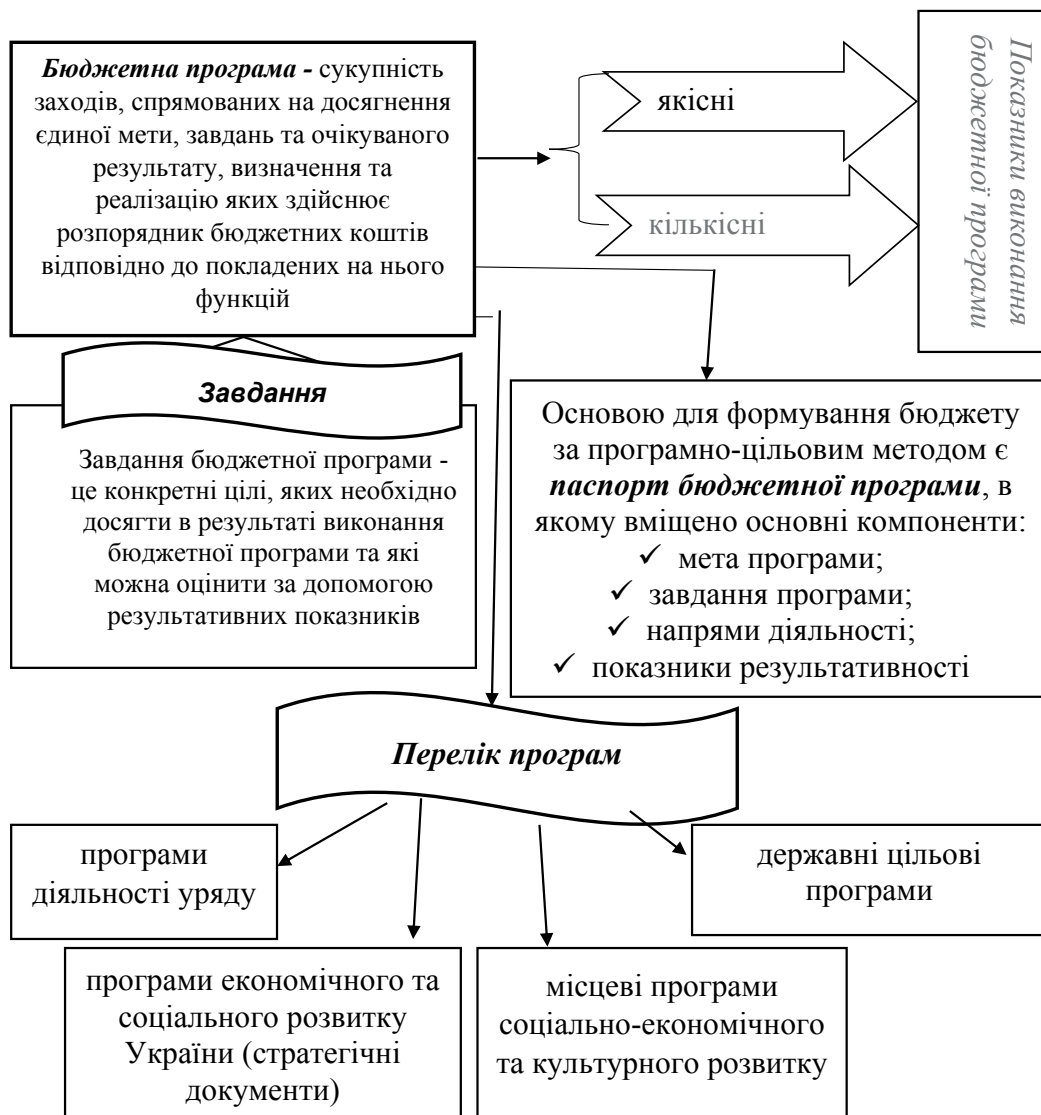 Бюджетна програма - сукупність
заходів, спрямованих на досягнення
єдиної мети, завдань та очікуваного
результату, визначення та
реалізацію яких здійснює
розпорядник бюджетних коштів
відповідно до покладених на нього
функцій
якісні
кількісні
Показники виконання
бюджетної програми
Завдання
Завдання бюджетної програми -
це конкретні цілі, яких необхідно
досягти в результаті виконання
бюджетної програми та які
можна оцінити за допомогою
результативних показників
Основою для формування бюджету
за програмно-цільовим методом є
паспорт бюджетної програми, в
якому вміщено основні компоненти:
✓ мета програми;
✓ завдання програми;
✓ напрями діяльності;
✓ показники результативності
Перелік програм
програми
діяльності уряду
державні цільові
програми
програми економічного та
соціального розвитку
України (стратегічні
документи)
місцеві програми
соціально-економічного
та культурного розвитку